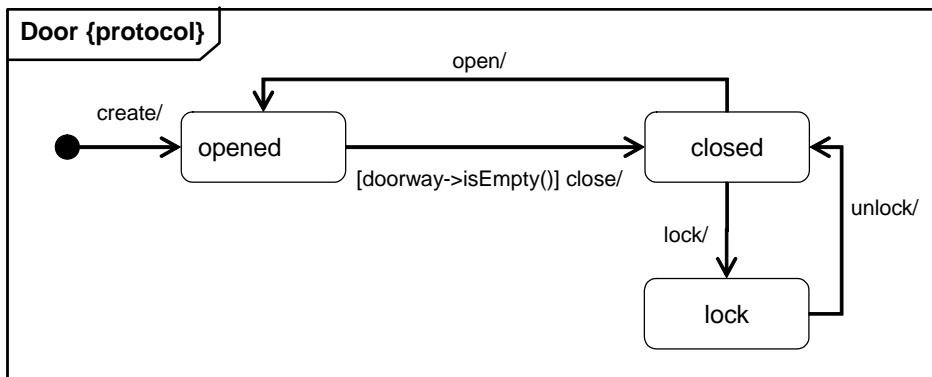 Door {protocol}
open/
create/
opened
closed
[doorway->isEmpty()] close/
unlock/
lock/
lock